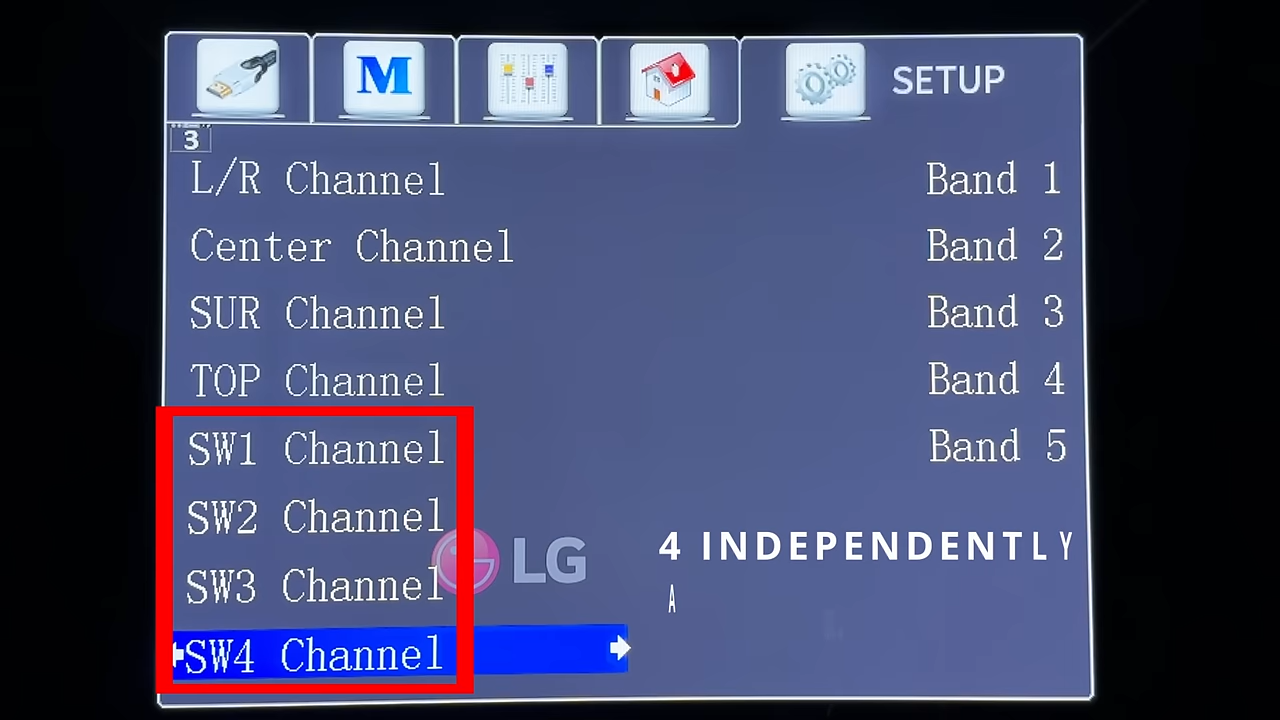 M
SETUP
3
L/R Channel Band 1
Center Channel Band 2
SUR Channel Band 3
TOP Channel Band 4
SW1 Channel Band 5
SW2 Channel
SW3 Channel
LG
4 INDEPENDENTLY
A
SW4 Channel